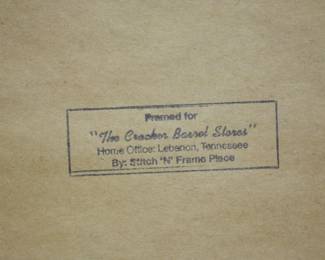 Framed for
"The Cracker Barrel Stores"
Home Office: Lebanon, Tennessee
By: Stitch 'N' Frame Place